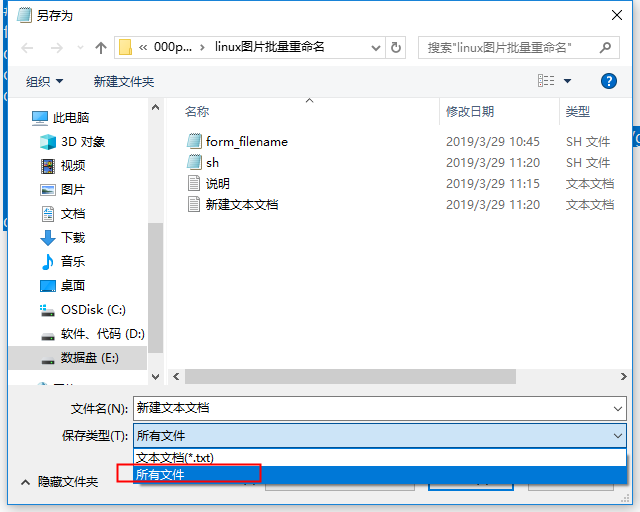 另存为
« 000p... › linux图片批量重命名
搜索"linux图片批量重命名"
组织 新建文件夹
名称 修改日期 类型
此电脑
3D 对象
视频
图片
文档
下载
音乐
桌面
OSDisk (C:)
软件、代码 (D:)
数据盘 (E:)
form_filename 2019/3/29 10:45 SH 文件
sh 2019/3/29 11:20 SH 文件
说明 2019/3/29 11:15 文本文档
新建文本文档 2019/3/29 11:20 文本文档
文件名(N): 新建文本文档
保存类型(T): 所有文件
文本文档(*.txt)
所有文件
隐藏文件夹